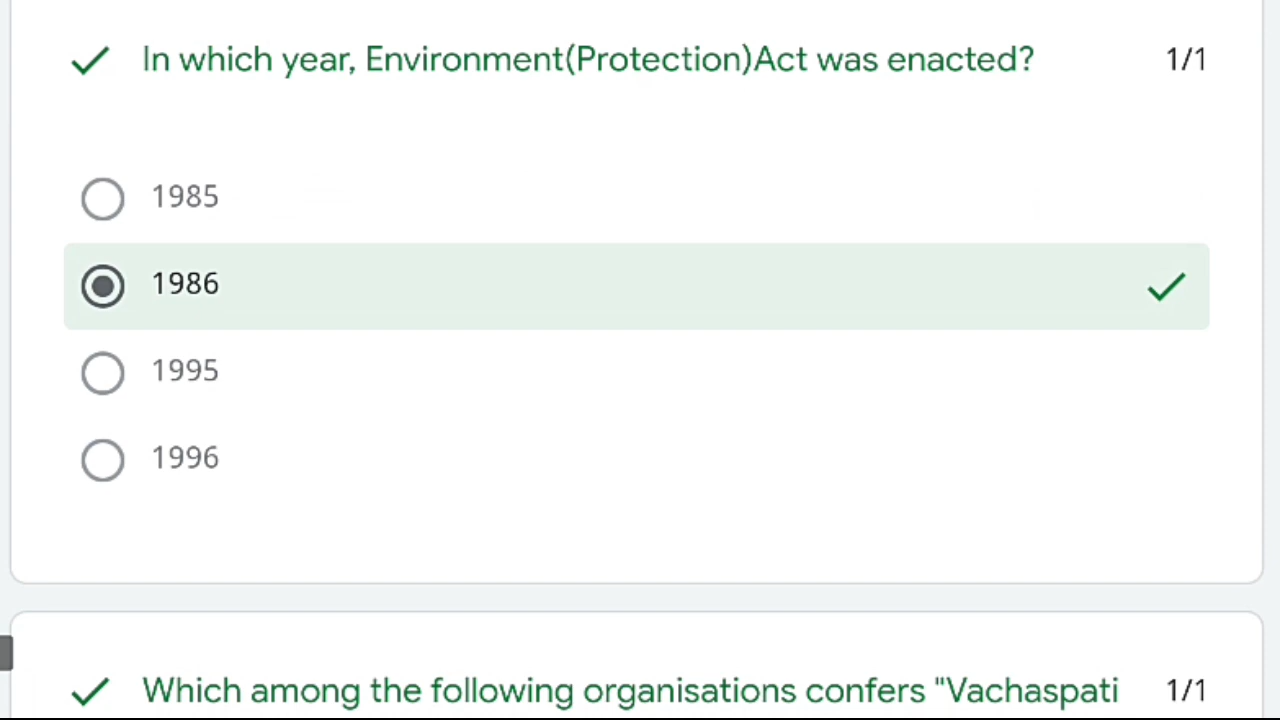 In which year, Environment(Protection)Act was enacted? 1/1
1985
1986
1995
1996
Which among the following organisations confers "Vachaspati 1/1